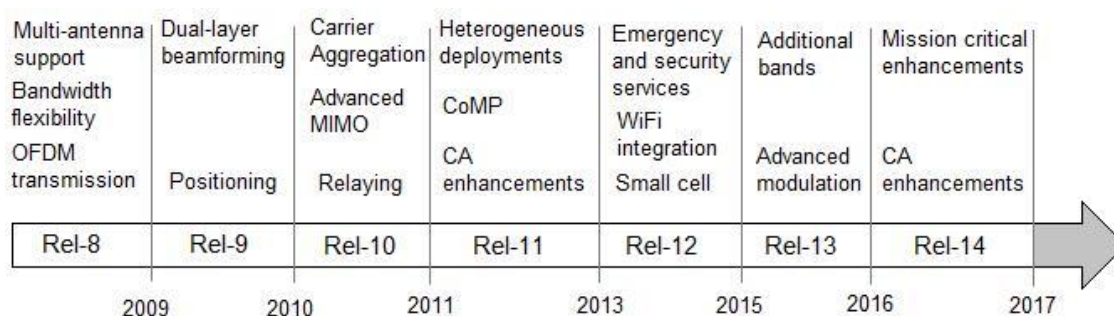 Multi-antenna
support
Bandwidth
flexibility
OFDM
transmission
Dual-layer
beamforming
Positioning
Carrier
Aggregation
Advanced
MIMO
Relaying
Heterogeneous
deployments
CoMP
CA
enhancements
Emergency
and security
services
WiFi
integration
Small cell
Additional
bands
Advanced
modulation
Mission critical
enhancements
CA
enhancements
Rel-8
Rel-9
Rel-10
Rel-11
Rel-12
Rel-13
Rel-14
2009
2010
2011
2013
2015
2016
2017